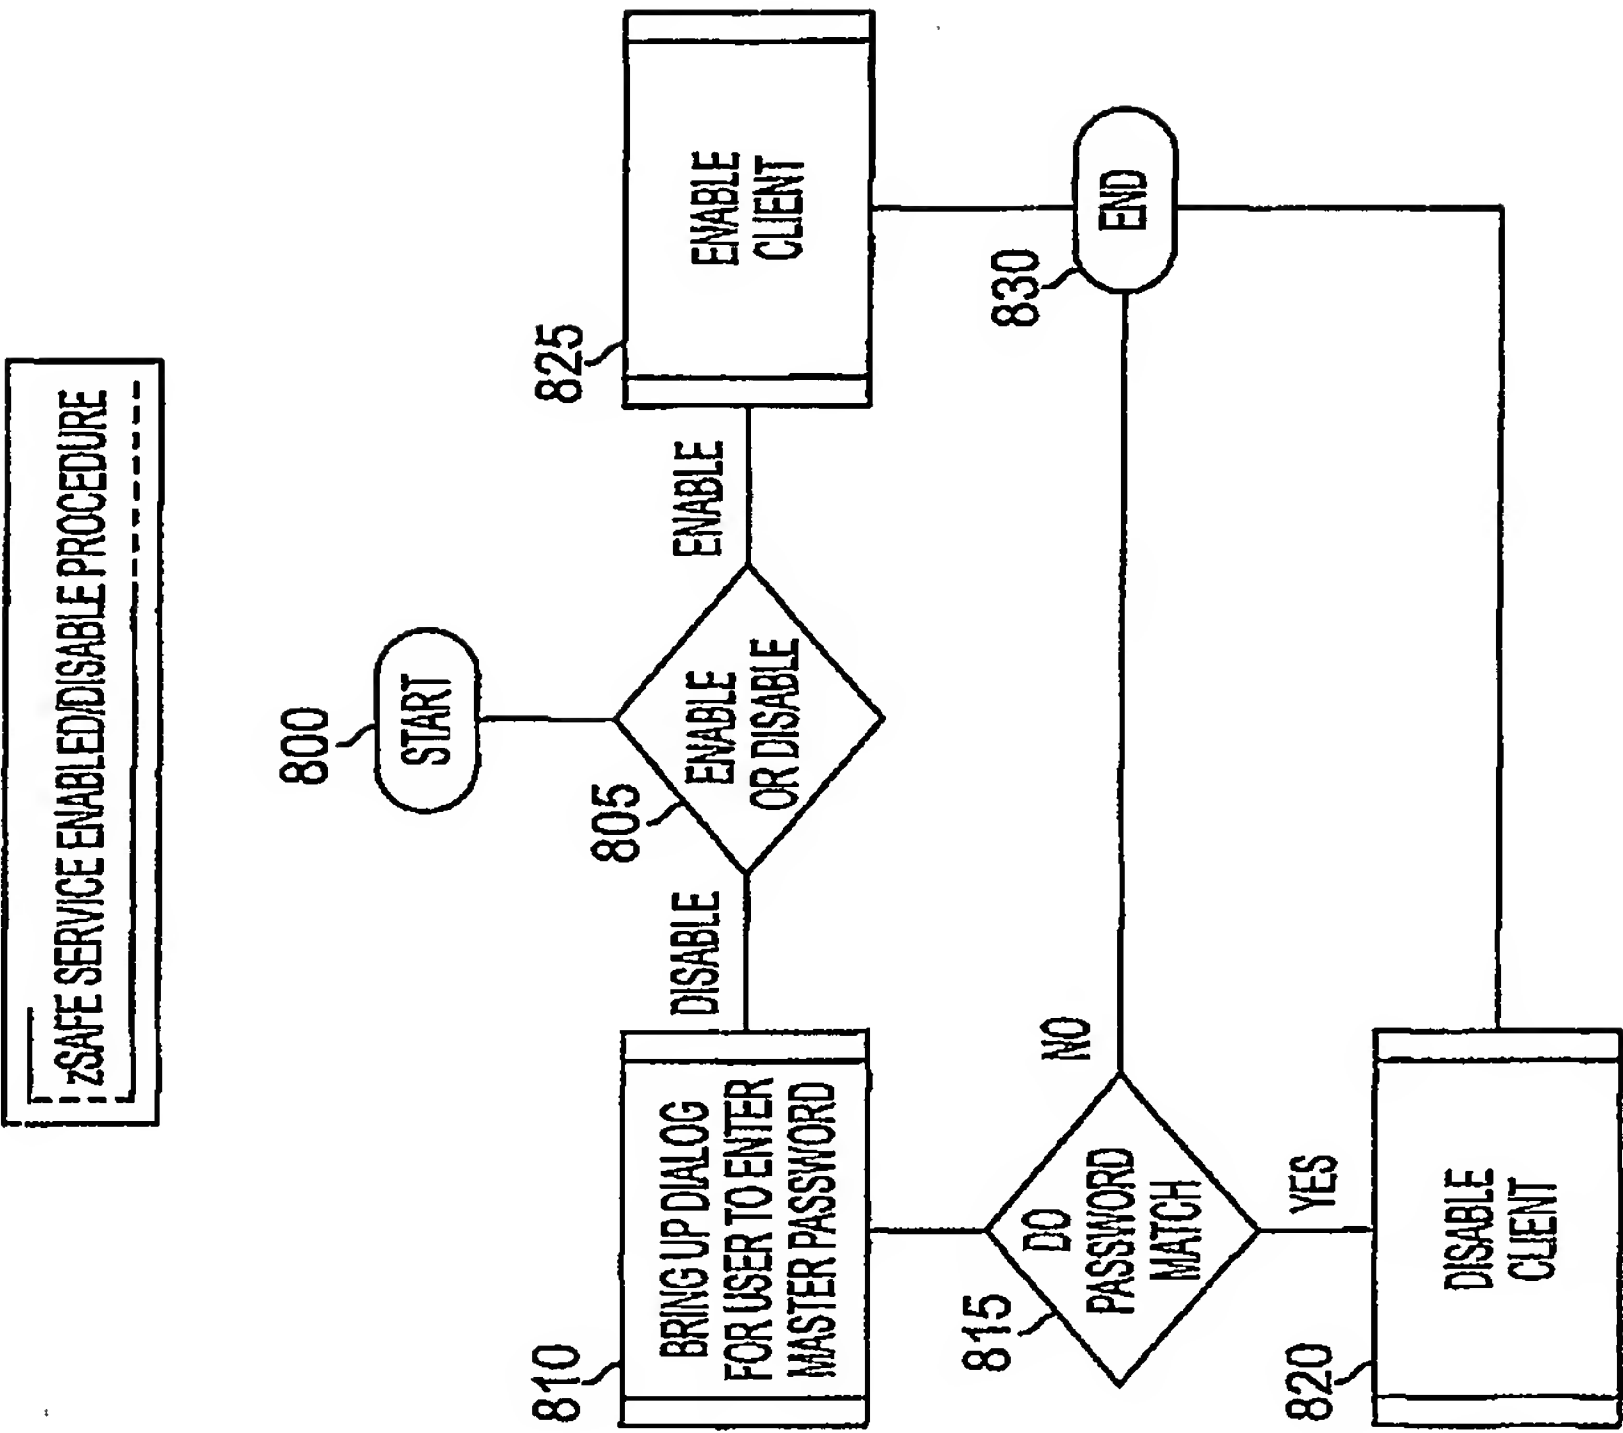 zSAFE SERVICE ENABLED/DISABLE PROCEDURE
800
START
805
ENABLE
OR DISABLE
DISABLE
ENABLE
810
BRING UP DIALOG
FOR USER TO ENTER
MASTER PASSWORD
825
ENABLE
CLIENT
815
DO
PASSWORD
MATCH
NO
YES
830
END
820
DISABLE
CLIENT